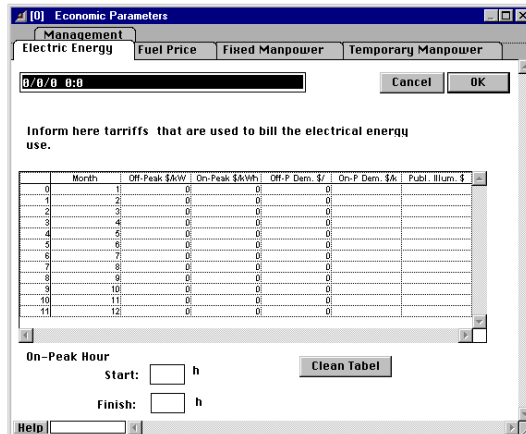 [0] Economic Parameters
Management
Electric Energy Fuel Price Fixed Manpower Temporary Manpower
0/0/0 0:0
Cancel OK
Inform here tarriffs that are used to bill the electrical energy
use.
Month Off-Peak $/kW On-Peak $/kWh Off-P Dem. $/ On-P Dem. $/k Publ. Illum. $
0 1 0 0 0
1 2 0 0 0
2 3 0 0 0
3 4 0 0 0
4 5 0 0 0
5 6 0 0 0
6 7 0 0 0
7 8 0 0 0
8 9 0 0 0
9 10 0 0 0
10 11 0 0 0
11 12 0 0 0
On-Peak Hour
Start: h
Clean Tabel
Finish: h
Help